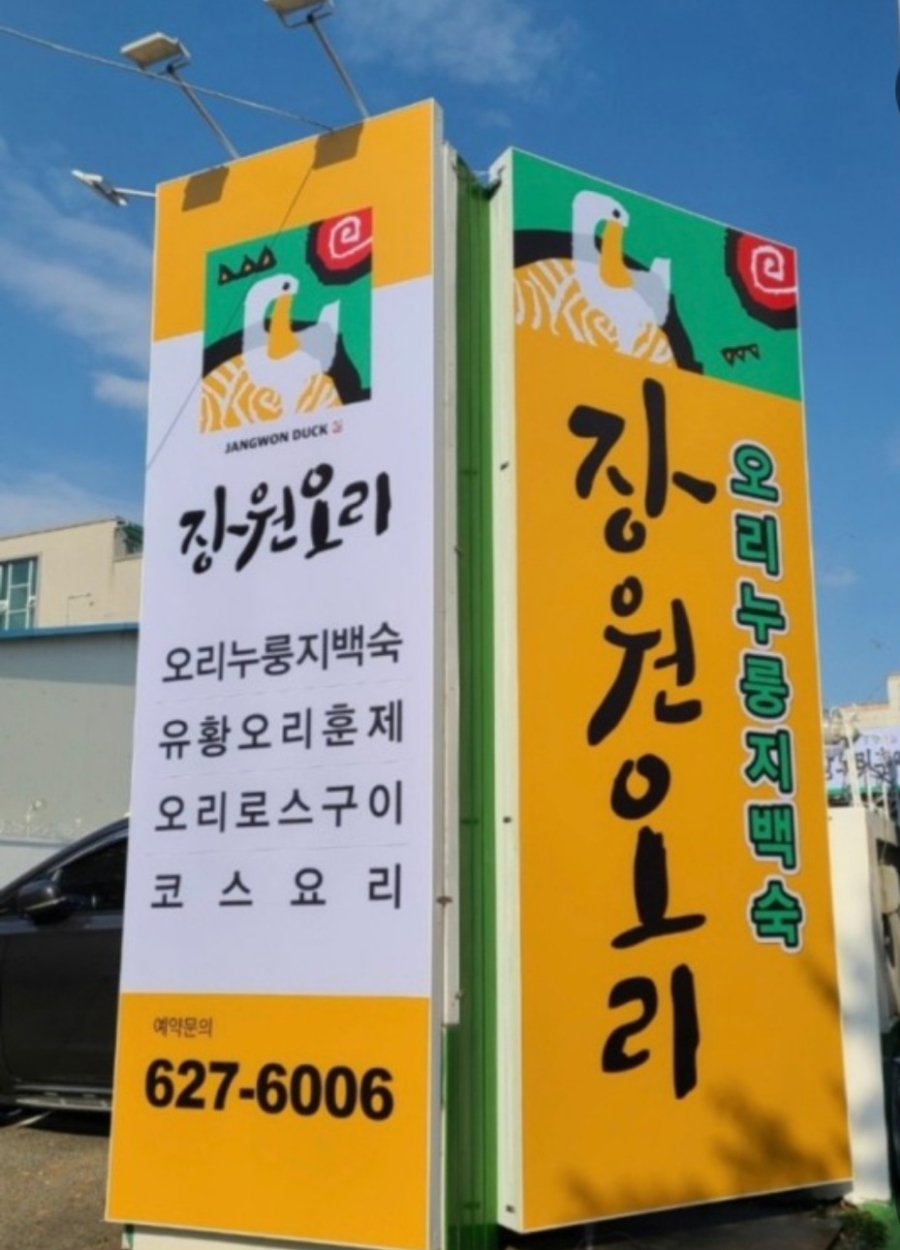 JANGWON DUCK
장원오리
오리누룽지백숙
유황오리훈제
오리로스구이
코스요리
예약문의
627-6006
장원오리
오리누룽지백숙